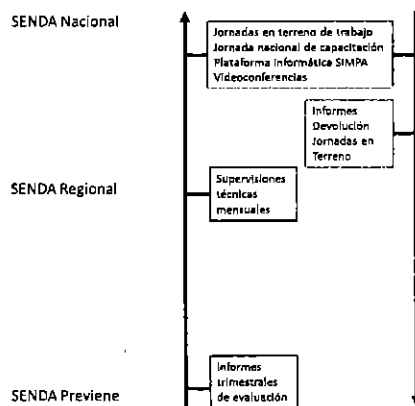 SENDA Nacional
Jornadas en terreno de trabajo
Jornada nacional de capacitación
Plataforma informática SIMPA
Videoconferencias
Informes
Devolución
Jornadas en
Terreno
SENDA Regional
Supervisiones
técnicas
mensuales
Informes
trimestrales
de evaluación
SENDA Previene